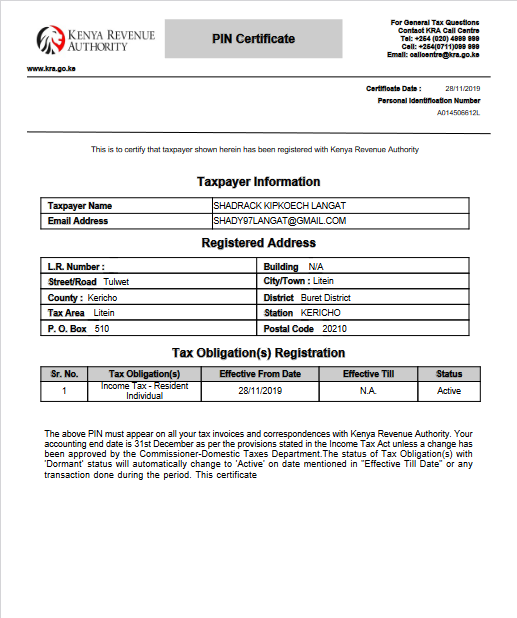 KENYA REVENUE
AUTHORITY
www.kra.go.ke
PIN Certificate
For General Tax Questions
Contact KRA Call Centre
Tel: +254 (020) 4999 999
Cell: +254(0711)099 999
Email: callcentre@kra.go.ke
Certificate Date : 28/11/2019
Personal Identification Number
A014506612L
This is to certify that taxpayer shown herein has been registered with Kenya Revenue Authority
Taxpayer Information
Taxpayer Name SHADRACK KIPKOECH LANGAT
Email Address SHADY97LANGAT@GMAIL.COM
Registered Address
L.R. Number : Building N/A
Street/Road Tulwet City/Town : Litein
County : Kericho District Buret District
Tax Area Litein Station KERICHO
P. O. Box 510 Postal Code 20210
Tax Obligation(s) Registration
Sr. No. Tax Obligation(s) Effective From Date Effective Till Status
1 Income Tax - Resident Individual 28/11/2019 N.A. Active
The above PIN must appear on all your tax invoices and correspondences with Kenya Revenue Authority. Your
accounting end date is 31st December as per the provisions stated in the Income Tax Act unless a change has
been approved by the Commissioner-Domestic Taxes Department.The status of Tax Obligation(s) with
'Dormant' status will automatically change to 'Active' on date mentioned in "Effective Till Date" or any
transaction done during the period. This certificate